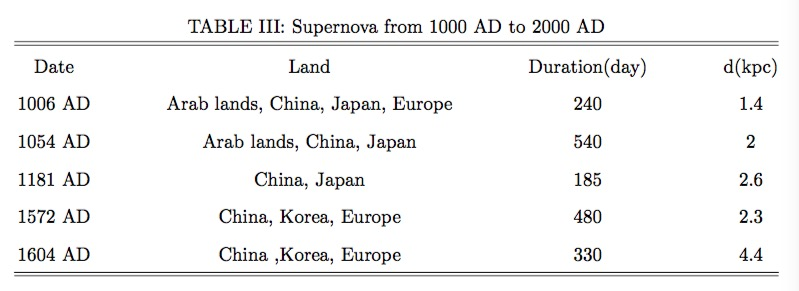 TABLE III: Supernova from 1000 AD to 2000 AD
Date Land Duration(day) d(kpc)
1006 AD Arab lands, China, Japan, Europe 240 1.4
1054 AD Arab lands, China, Japan 540 2
1181 AD China, Japan 185 2.6
1572 AD China, Korea, Europe 480 2.3
1604 AD China ,Korea, Europe 330 4.4